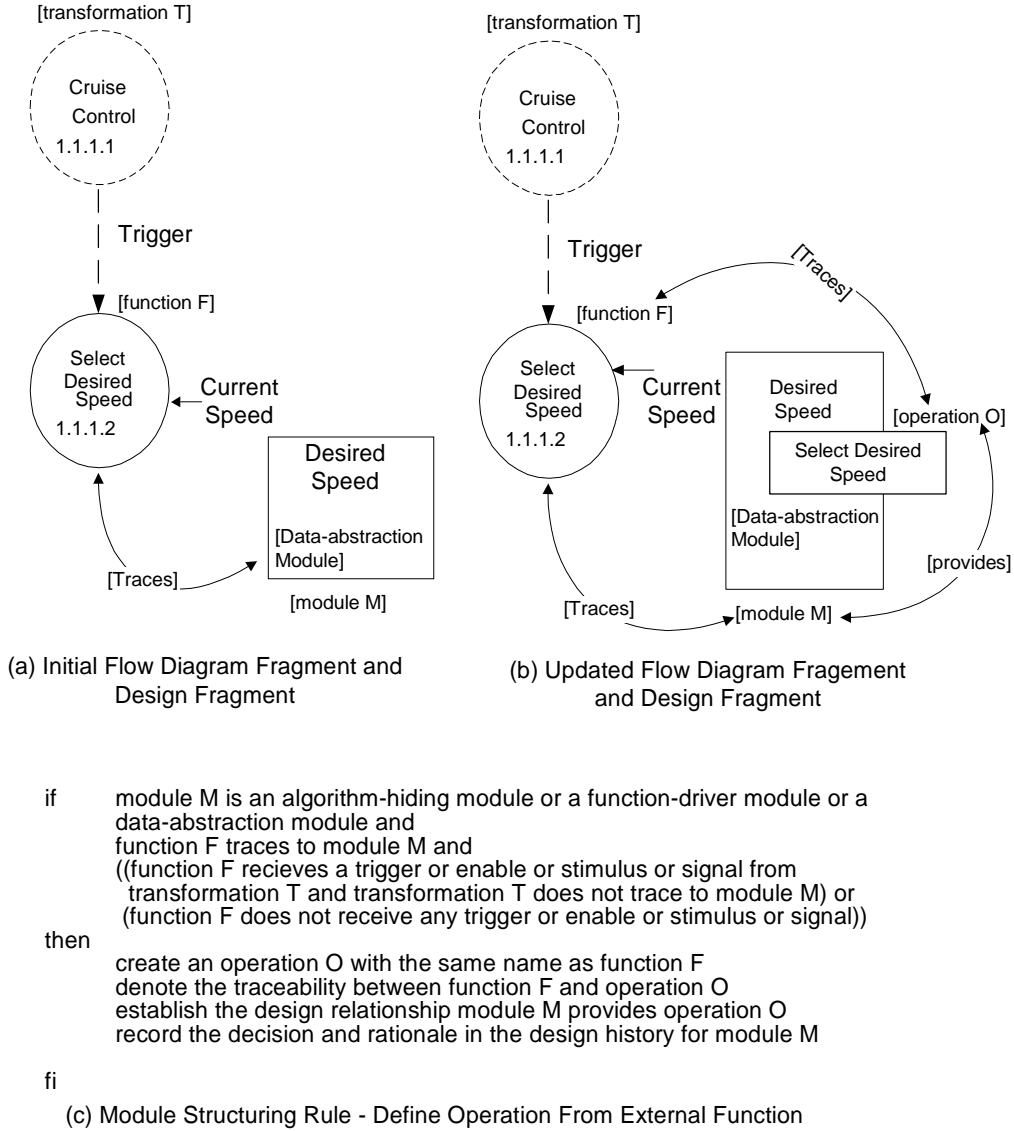 [transformation T]
Cruise
Control
1.1.1.1
Trigger
[function F]
Select
Desired
Speed
1.1.1.2
Current
Speed
Desired
Speed
[Data-abstraction
Module]
[Traces]
[module M]
(a) Initial Flow Diagram Fragment and
Design Fragment
[transformation T]
Cruise
Control
1.1.1.1
Trigger
[Traces]
[function F]
Select
Desired
Speed
1.1.1.2
Current
Speed
Desired
Speed
[operation O]
Select Desired
Speed
[Data-abstraction
Module]
[provides]
[Traces]
[module M]
(b) Updated Flow Diagram Fragement
and Design Fragment
if module M is an algorithm-hiding module or a function-driver module or a
data-abstraction module and
function F traces to module M and
((function F recieves a trigger or enable or stimulus or signal from
transformation T and transformation T does not trace to module M) or
(function F does not receive any trigger or enable or stimulus or signal))
then
create an operation O with the same name as function F
denote the traceability between function F and operation O
establish the design relationship module M provides operation O
record the decision and rationale in the design history for module M
fi
(c) Module Structuring Rule - Define Operation From External Function